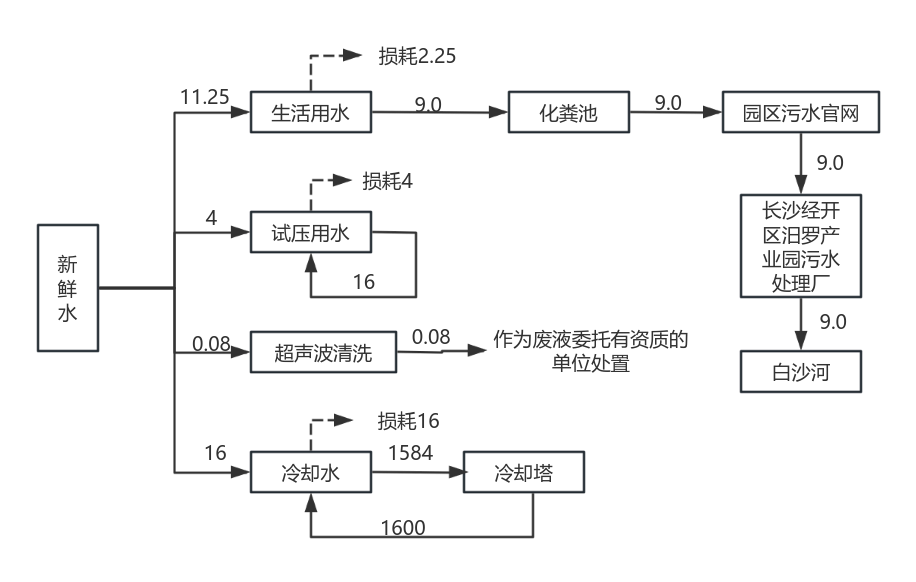 损耗2.25
11.25
生活用水
9.0
化粪池
9.0
园区污水官网
9.0
损耗4
4
试压用水
16
长沙经开
区汨罗产
业园污水
处理厂
新
鲜
水
0.08
超声波清洗
0.08
作为废液委托有资质的
单位处置
9.0
白沙河
损耗16
16
冷却水
1584
冷却塔
1600